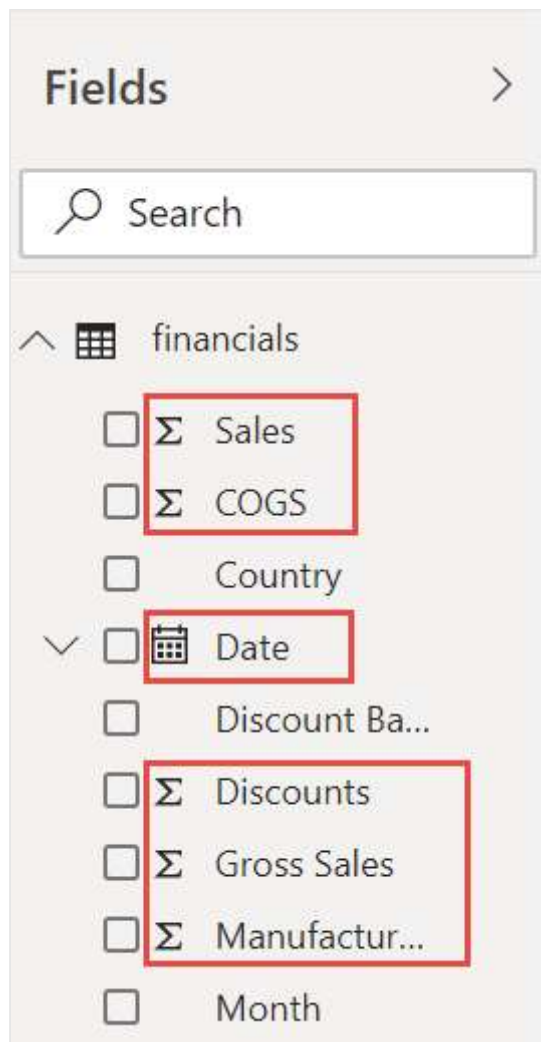 Fields
Search
financials
Σ Sales
Σ COGS
Country
Date
Discount Ba...
Σ Discounts
Σ Gross Sales
Σ Manufactur...
Month